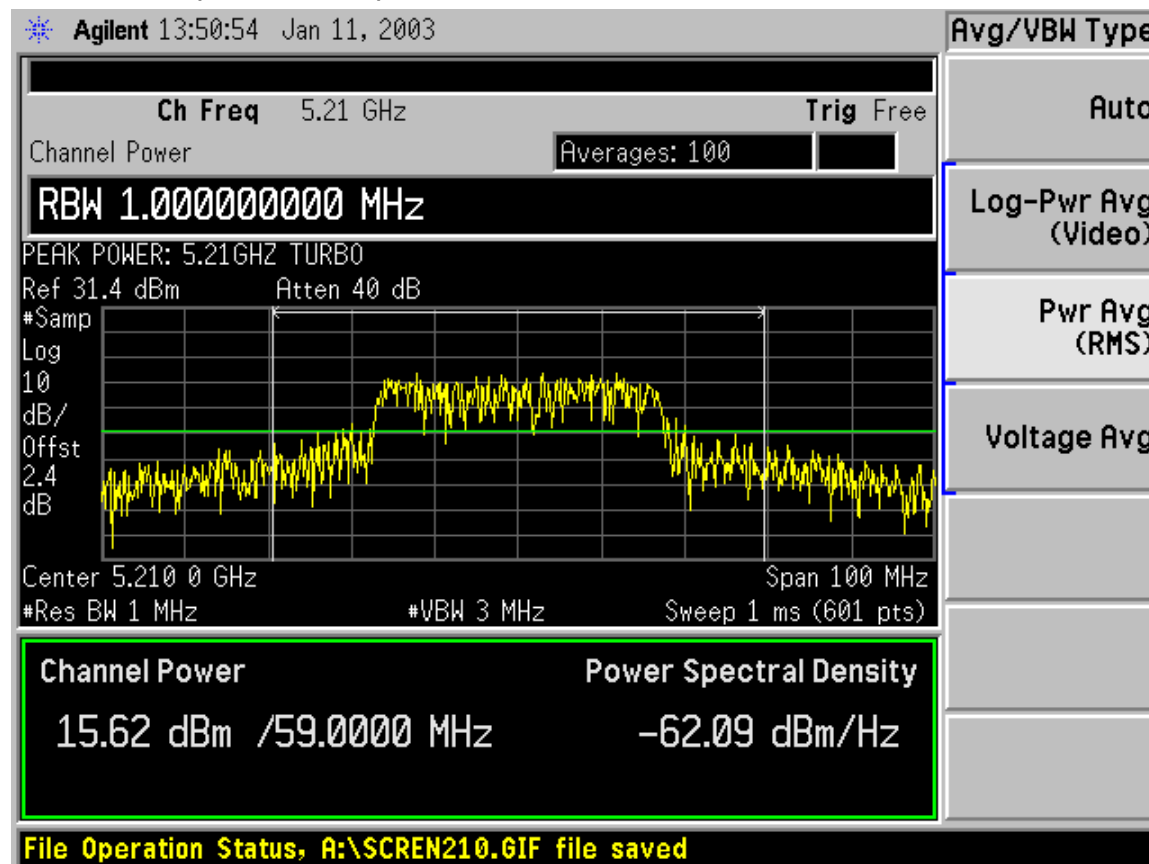 Agilent 13:50:54 Jan 11, 2003
Avg/VBW Type
Ch Freq 5.21 GHz Trig Free
Channel Power Averages: 100
RBW 1.000000000 MHz
PEAK POWER: 5.21GHZ TURBO
Ref 31.4 dBm Atten 40 dB
#Samp
Log
10
dB/
Offst
2.4
dB
Center 5.210 0 GHz Span 100 MHz
#Res BW 1 MHz #VBW 3 MHz Sweep 1 ms (601 pts)
Channel Power Power Spectral Density
15.62 dBm /59.0000 MHz -62.09 dBm/Hz
File Operation Status, A:\SCREN210.GIF file saved
Auto
Log-Pwr Avg
(Video)
Pwr Avg
(RMS)
Voltage Avg